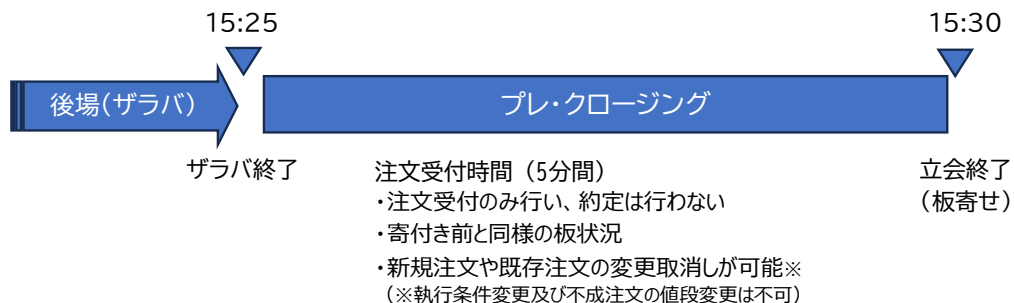 15:25
15:30
後場(ザラバ)
プレ・クロージング
ザラバ終了
注文受付時間（5分間）
・注文受付のみ行い、約定は行わない
・寄付き前と同様の板状況
・新規注文や既存注文の変更取消しが可能※
（※執行条件変更及び不成注文の値段変更は不可）
立会終了
（板寄せ）